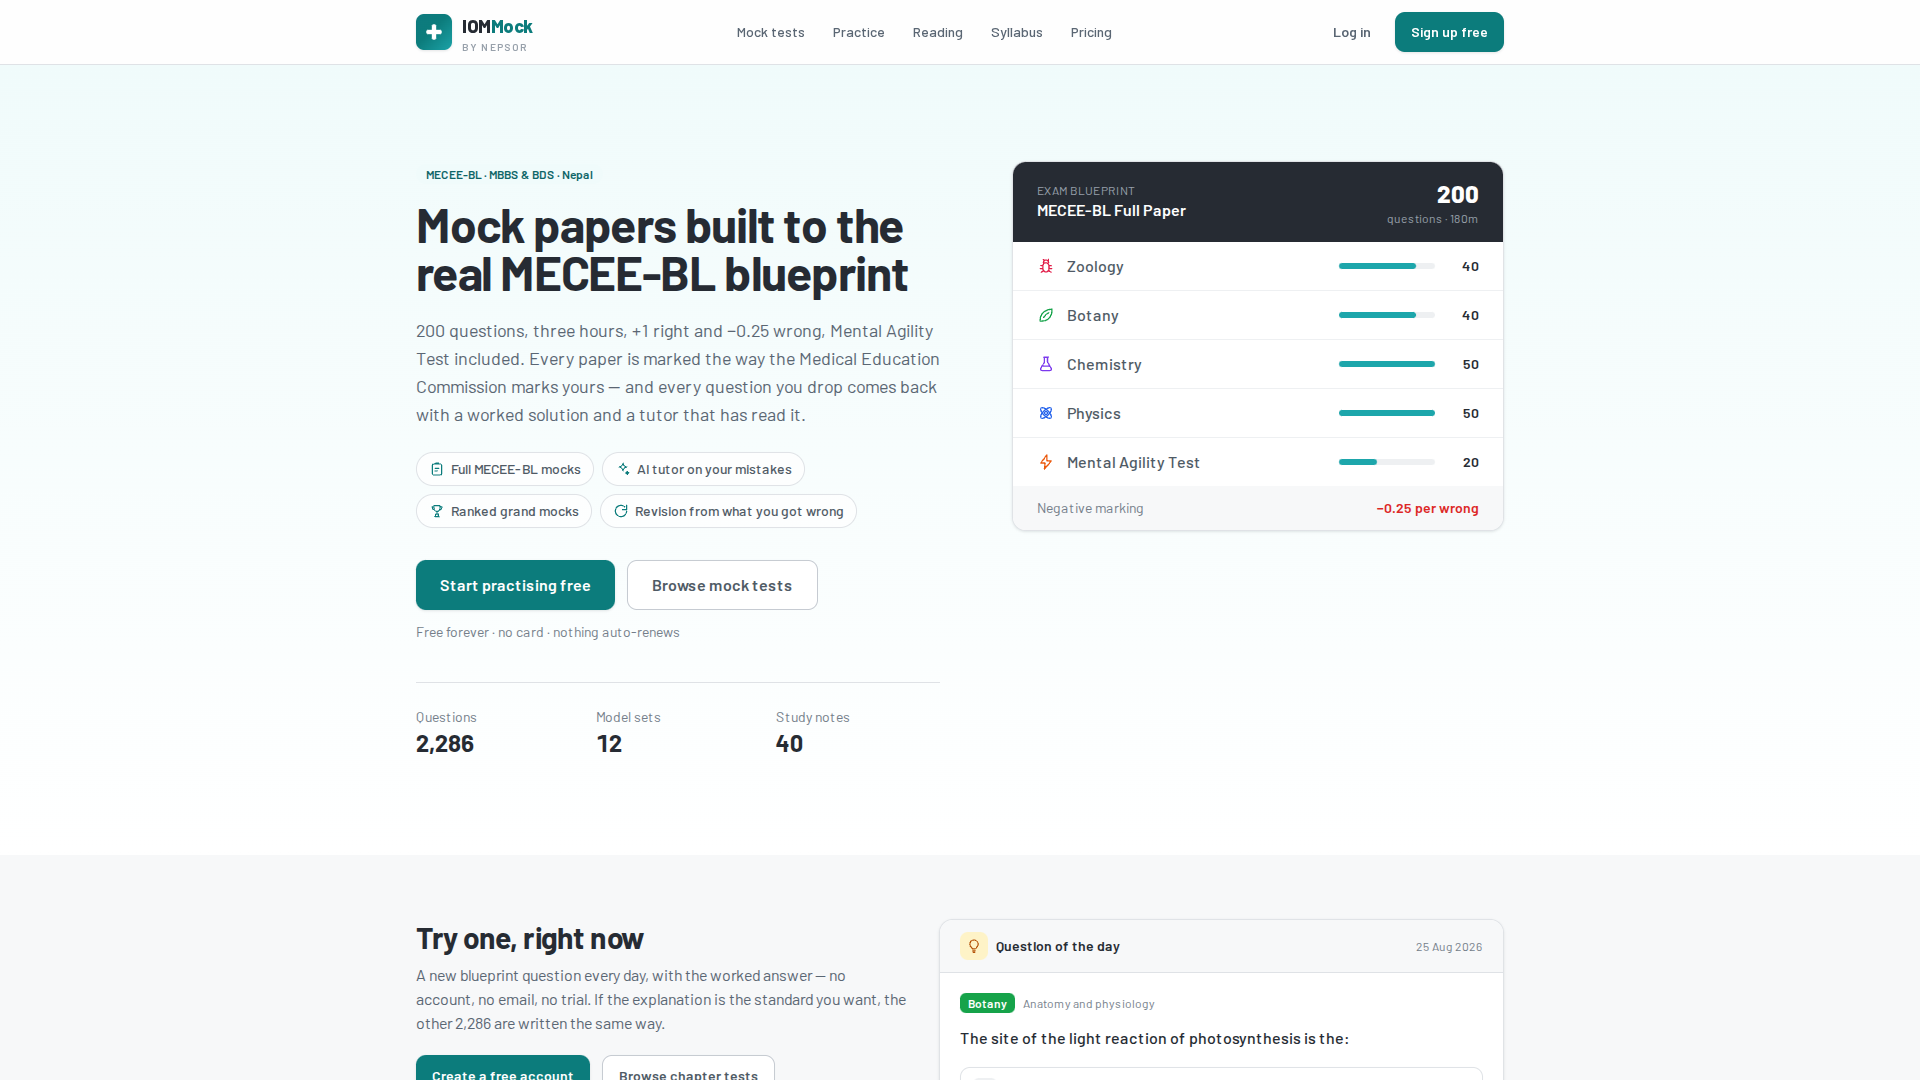 IOMMock
BY NEPSOR
Mock tests
Practice
Reading
Syllabus
Pricing
Log in
Sign up free
MECEE-BL · MBBS & BDS · Nepal
Mock papers built to the
real MECEE-BL blueprint
200 questions, three hours, +1 right and −0.25 wrong, Mental Agility
Test included. Every paper is marked the way the Medical Education
Commission marks yours — and every question you drop comes back
with a worked solution and a tutor that has read it.
Full MECEE-BL mocks
AI tutor on your mistakes
Ranked grand mocks
Revision from what you got wrong
Start practising free
Browse mock tests
Free forever · no card · nothing auto-renews
Questions
2,286
Model sets
12
Study notes
40
EXAM BLUEPRINT
MECEE-BL Full Paper
200
questions · 180m
Zoology 40
Botany 40
Chemistry 50
Physics 50
Mental Agility Test 20
Negative marking −0.25 per wrong
Try one, right now
A new blueprint question every day, with the worked answer — no
account, no email, no trial. If the explanation is the standard you want, the
other 2,286 are written the same way.
Create a free account
Browse chapter tests
Question of the day
25 Aug 2026
Botany
Anatomy and physiology
The site of the light reaction of photosynthesis is the: